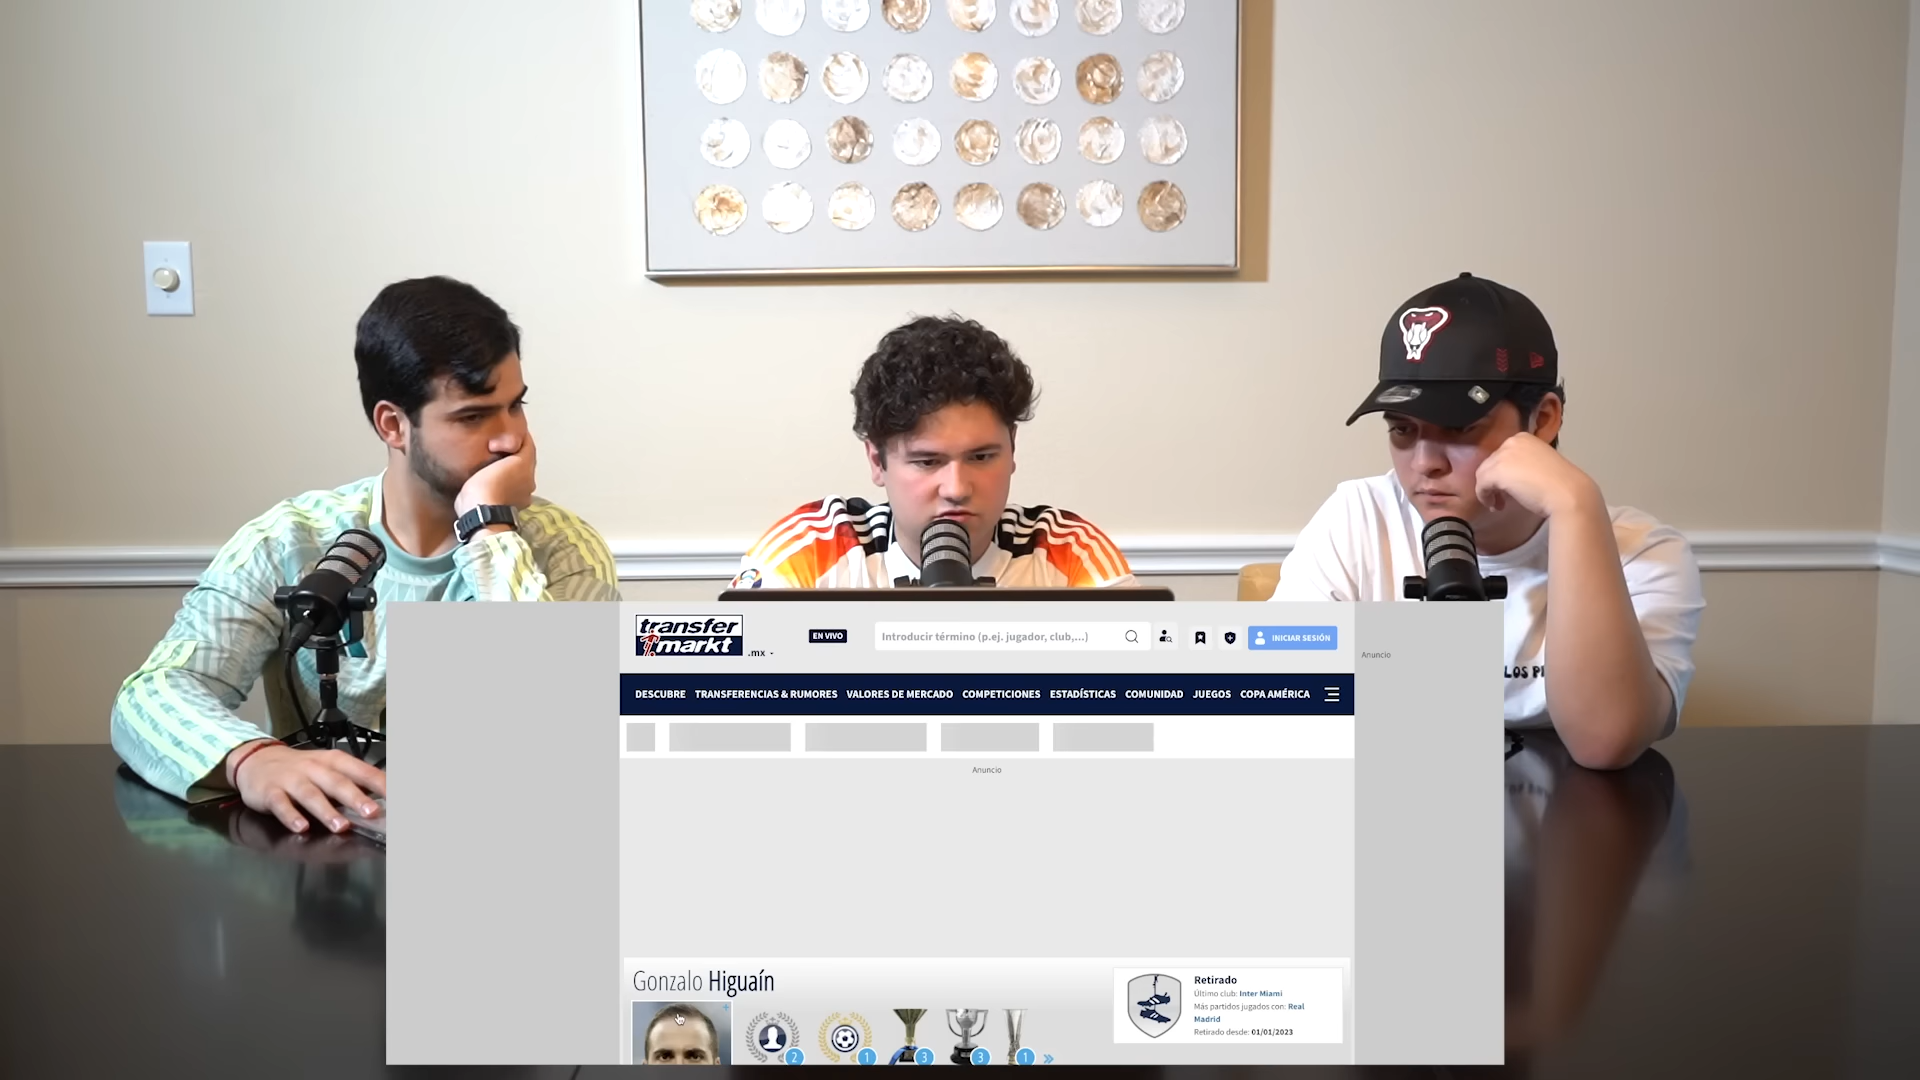 transfer
markt
.mx
EN VIVO
Introducir término (p.ej. jugador, club,...)
INICIAR SESIÓN
Anuncio
DESCUBRE TRANSFERENCIAS & RUMORES VALORES DE MERCADO COMPETICIONES ESTADÍSTICAS COMUNIDAD JUEGOS COPA AMÉRICA
Anuncio
Gonzalo Higuaín
Retirado
Último club: Inter Miami
Más partidos jugados con: Real
Madrid
Retirado desde: 01/01/2023
2 1 3 3 1 »